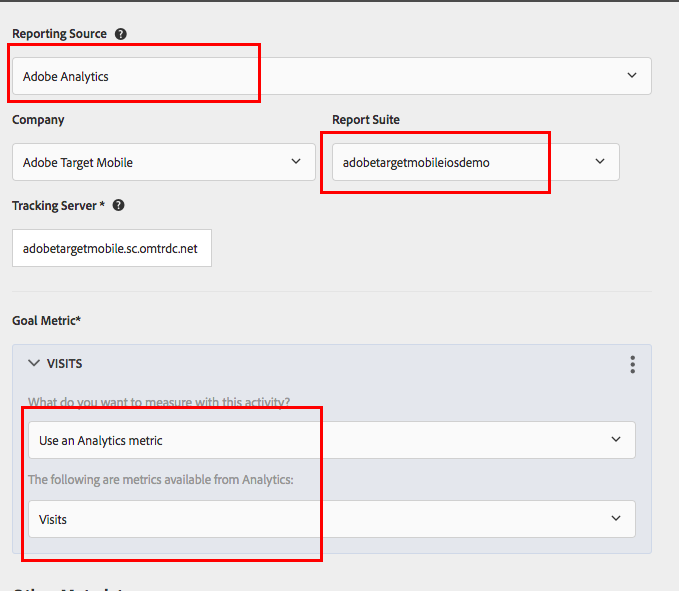 Reporting Source ?
Adobe Analytics
Company Report Suite
Adobe Target Mobile adobetargetmobileiosdemo
Tracking Server * ?
adobetargetmobile.sc.omtrdc.net
Goal Metric*
VISITS
What do you want to measure with this activity?
Use an Analytics metric
The following are metrics available from Analytics:
Visits